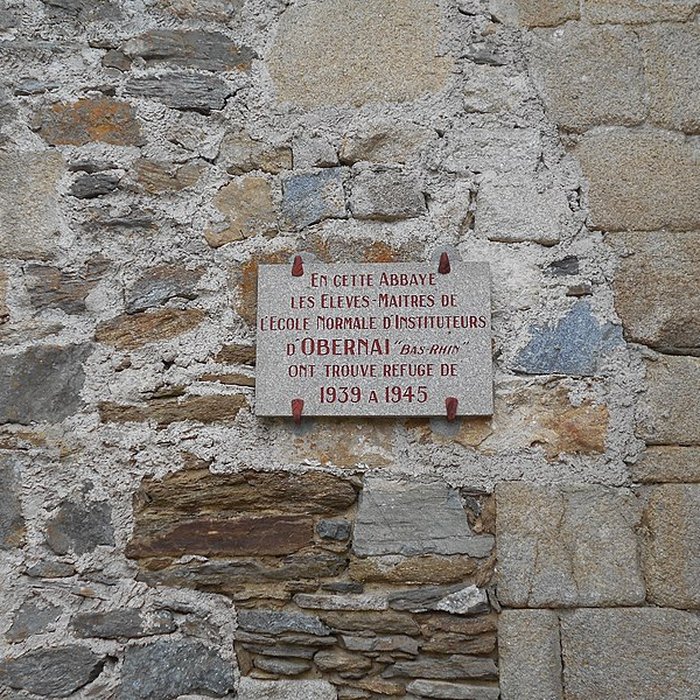 En cette Abbaye
les Eleves-Maitres de
l'Ecole Normale d'Instituteurs
d'Obernai "Bas-Rhin"
ont trouve refuge de
1939 a 1945